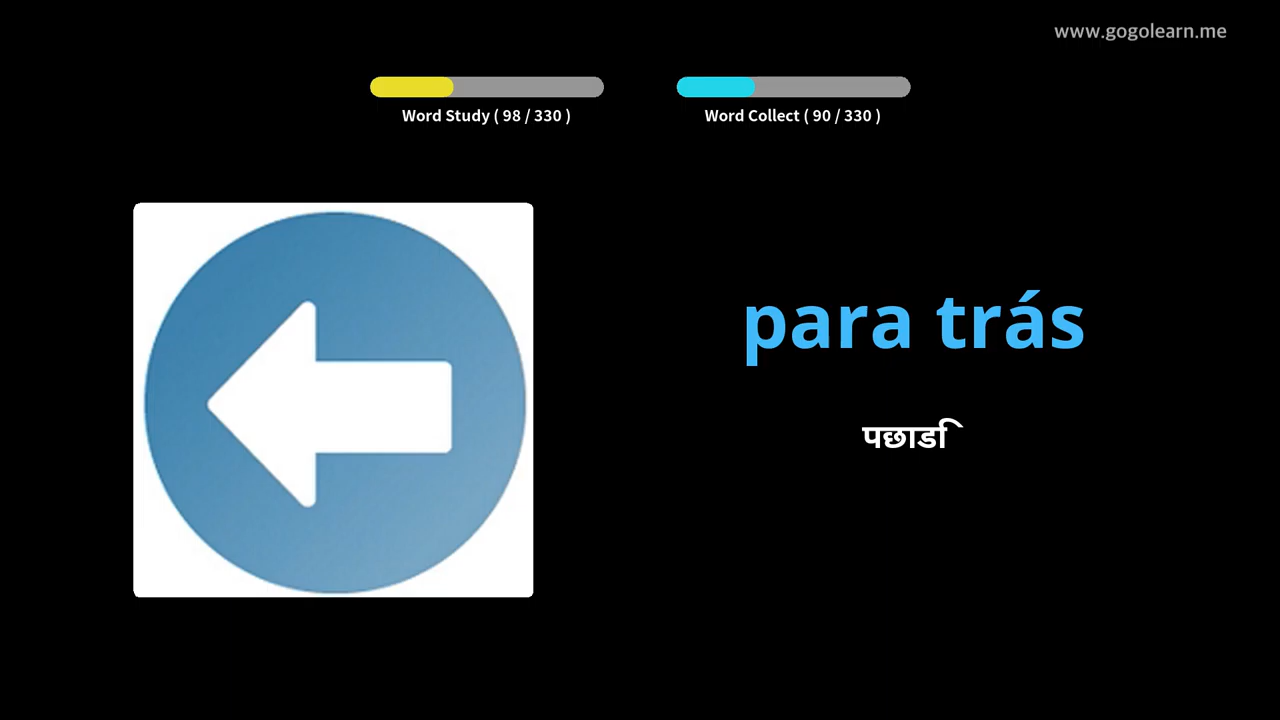 www.gogolearn.me
Word Study ( 98 / 330 )
Word Collect ( 90 / 330 )
para trás
पछाडि